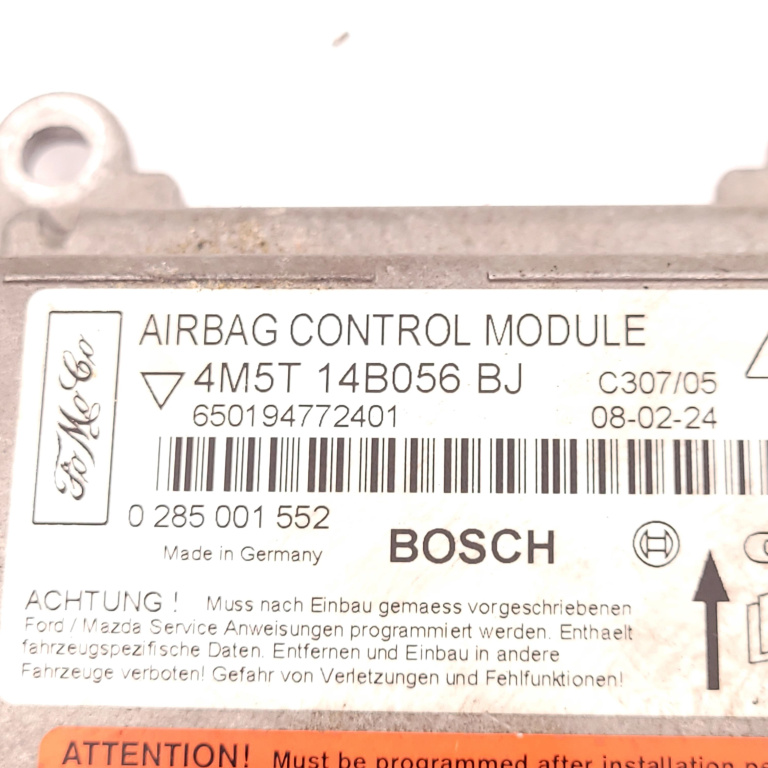 FoMoCo
AIRBAG CONTROL MODULE
4M5T 14B056 BJ C307/05
650194772401 08-02-24
0 285 001 552
Made in Germany BOSCH
ACHTUNG ! Muss nach Einbau gemaess vorgeschriebenen
Ford / Mazda Service Anweisungen programmiert werden. Enthaelt
fahrzeugspezifische Daten. Entfernen und Einbau in andere
Fahrzeuge verboten! Gefahr von Verletzungen und Fehlfunktionen!
ATTENTION! Must be programmed after installation